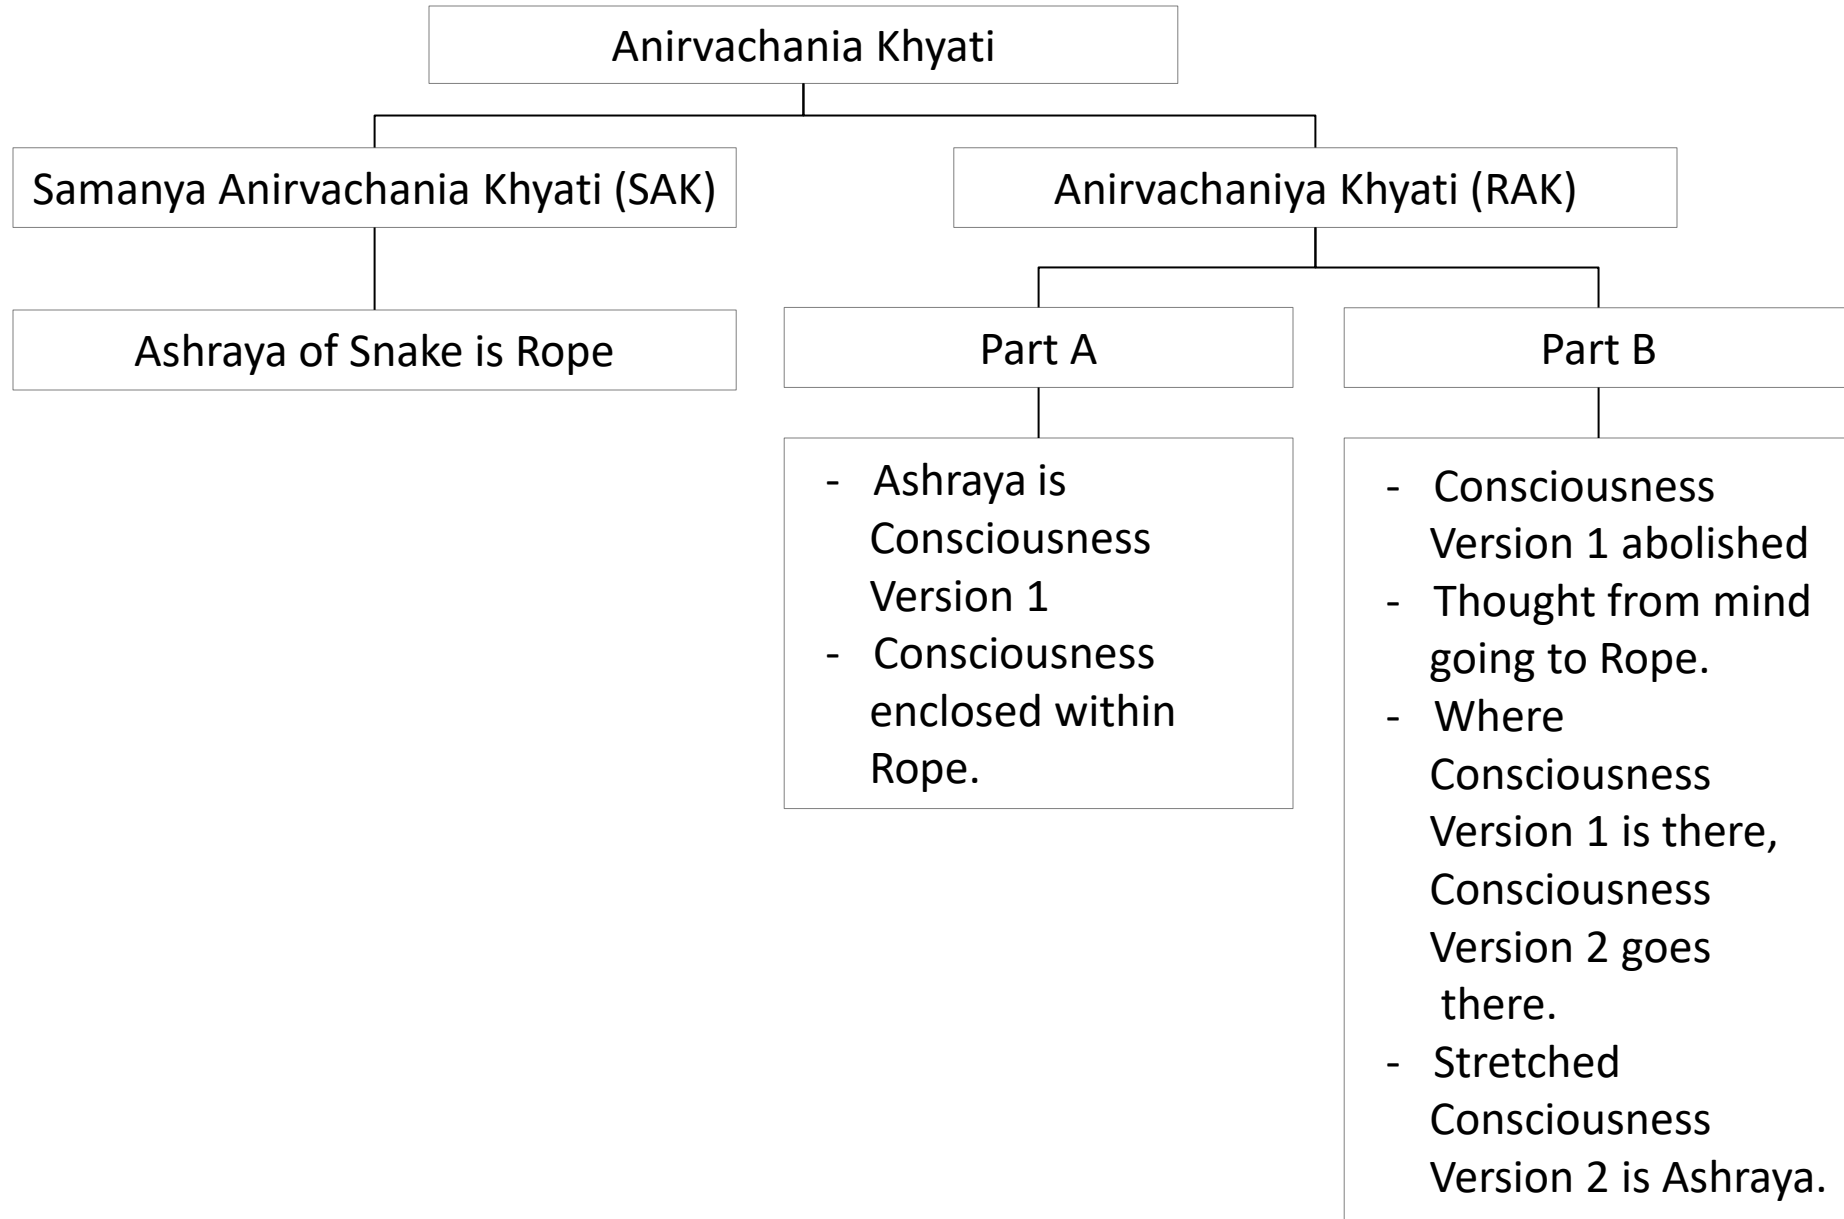 Anirvachania Khyati
Samanya Anirvachania Khyati (SAK)
Anirvachaniya Khyati (RAK)
Ashraya of Snake is Rope
Part A
Part B
- Ashraya is
Consciousness
Version 1
- Consciousness
enclosed within
Rope.
- Consciousness
Version 1 abolished
- Thought from mind
going to Rope.
- Where
Consciousness
Version 1 is there,
Consciousness
Version 2 goes
there.
- Stretched
Consciousness
Version 2 is Ashraya.